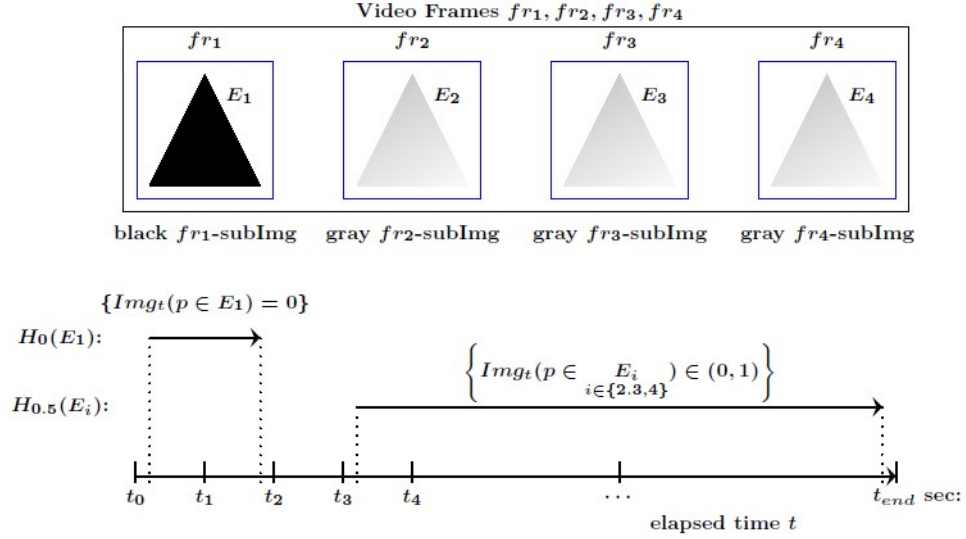 Video Frames fr₁, fr₂, fr₃, fr₄
fr₁ fr₂ fr₃ fr₄
E₁ E₂ E₃ E₄
black fr₁-subImg gray fr₂-subImg gray fr₃-subImg gray fr₄-subImg
{Imgₜ(p ∈ E₁) = 0}
H₀(E₁):
{Imgₜ(p ∈ Eᵢ) ∈ (0, 1)}
i∈{2.3,4}
H₀.₅(Eᵢ):
t₀ t₁ t₂ t₃ t₄ ... t_end sec:
elapsed time t